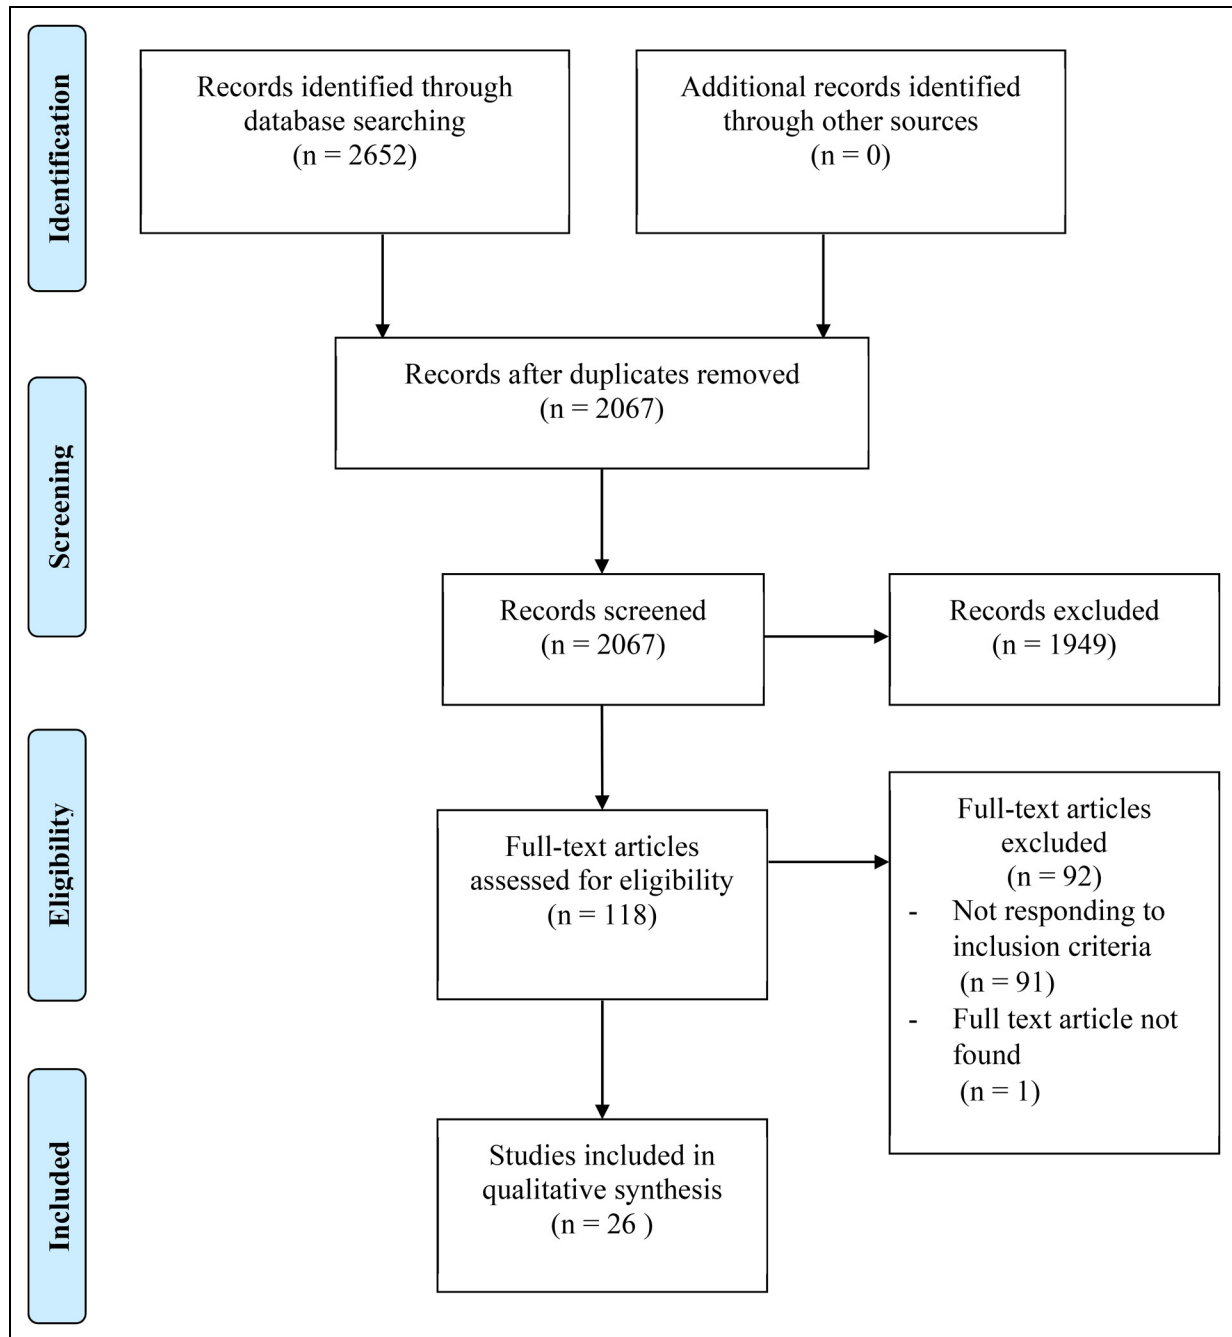 Identification
Records identified through
database searching
(n = 2652)
Additional records identified
through other sources
(n = 0)
Records after duplicates removed
(n = 2067)
Screening
Records screened
(n = 2067)
Records excluded
(n = 1949)
Eligibility
Full-text articles
assessed for eligibility
(n = 118)
Full-text articles
excluded
(n = 92)
- Not responding to
inclusion criteria
(n = 91)
- Full text article not
found
(n = 1)
Included
Studies included in
qualitative synthesis
(n = 26 )